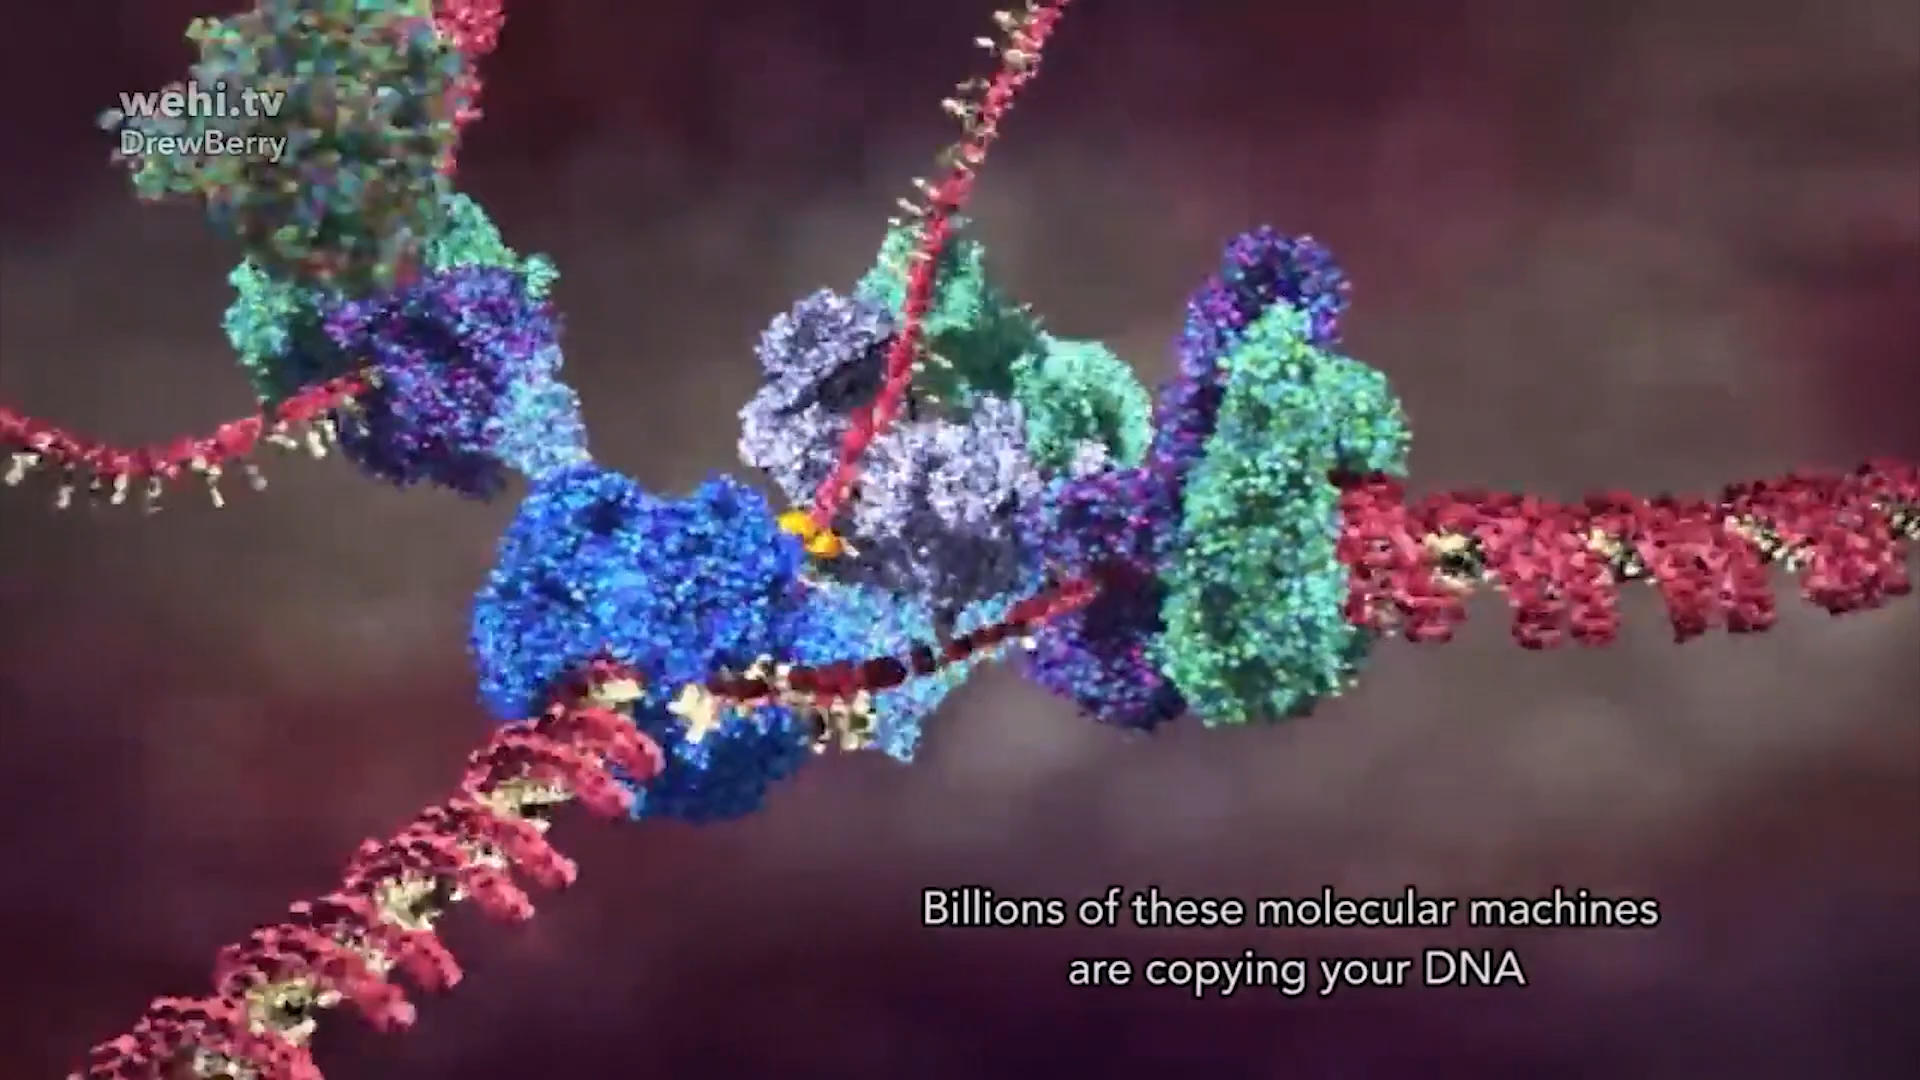 wehi.tv
DrewBerry
Billions of these molecular machines
are copying your DNA